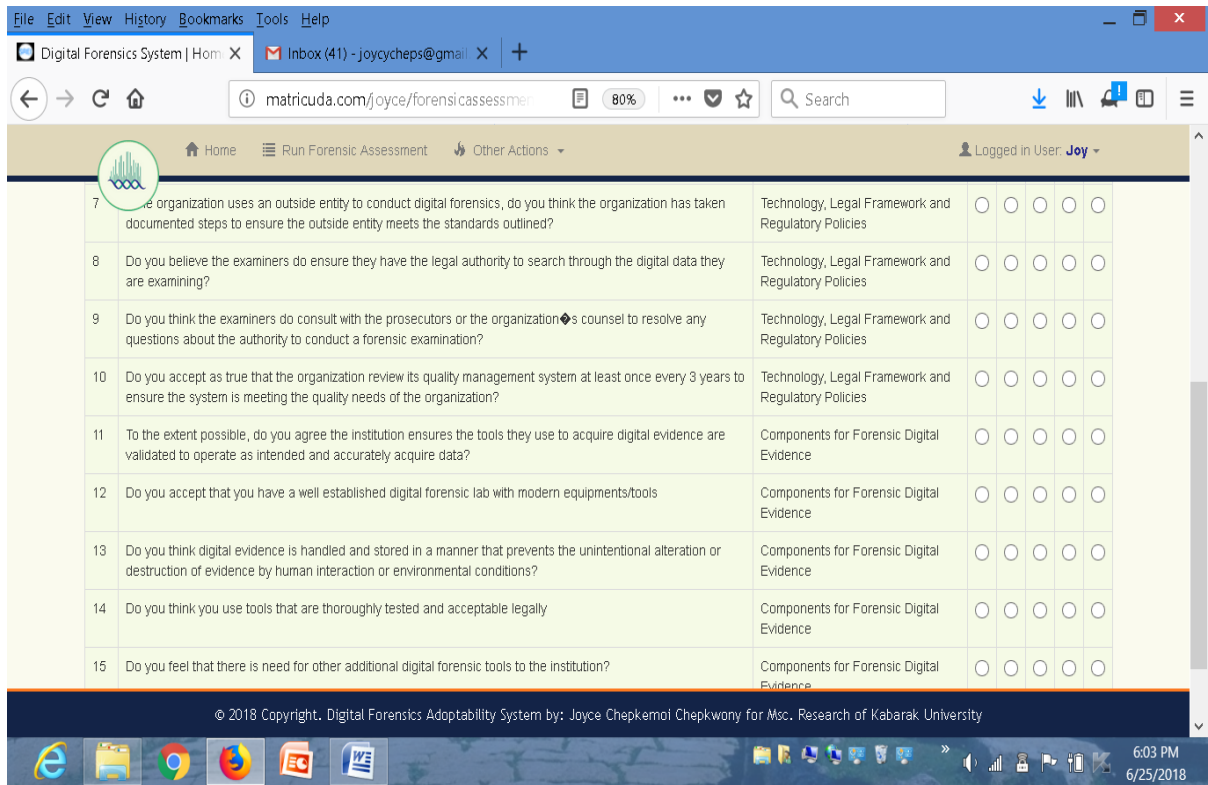 File Edit View History Bookmarks Tools Help
Digital Forensics System | Hom
Inbox (41) - joycycheps@gmail
matricuda.com/joyce/forensicassessme
80%
Search
Home Run Forensic Assessment Other Actions
Logged in User: Joy
7 e organization uses an outside entity to conduct digital forensics, do you think the organization has taken
documented steps to ensure the outside entity meets the standards outlined?
Technology, Legal Framework and
Regulatory Policies
8 Do you believe the examiners do ensure they have the legal authority to search through the digital data they
are examining?
Technology, Legal Framework and
Regulatory Policies
9 Do you think the examiners do consult with the prosecutors or the organization�s counsel to resolve any
questions about the authority to conduct a forensic examination?
Technology, Legal Framework and
Regulatory Policies
10 Do you accept as true that the organization review its quality management system at least once every 3 years to
ensure the system is meeting the quality needs of the organization?
Technology, Legal Framework and
Regulatory Policies
11 To the extent possible, do you agree the institution ensures the tools they use to acquire digital evidence are
validated to operate as intended and accurately acquire data?
Components for Forensic Digital
Evidence
12 Do you accept that you have a well established digital forensic lab with modern equipments/tools
Components for Forensic Digital
Evidence
13 Do you think digital evidence is handled and stored in a manner that prevents the unintentional alteration or
destruction of evidence by human interaction or environmental conditions?
Components for Forensic Digital
Evidence
14 Do you think you use tools that are thoroughly tested and acceptable legally
Components for Forensic Digital
Evidence
15 Do you feel that there is need for other additional digital forensic tools to the institution?
Components for Forensic Digital
Evidence
© 2018 Copyright. Digital Forensics Adoptability System by: Joyce Chepkemoi Chepkwony for Msc. Research of Kabarak University
6:03 PM
6/25/2018